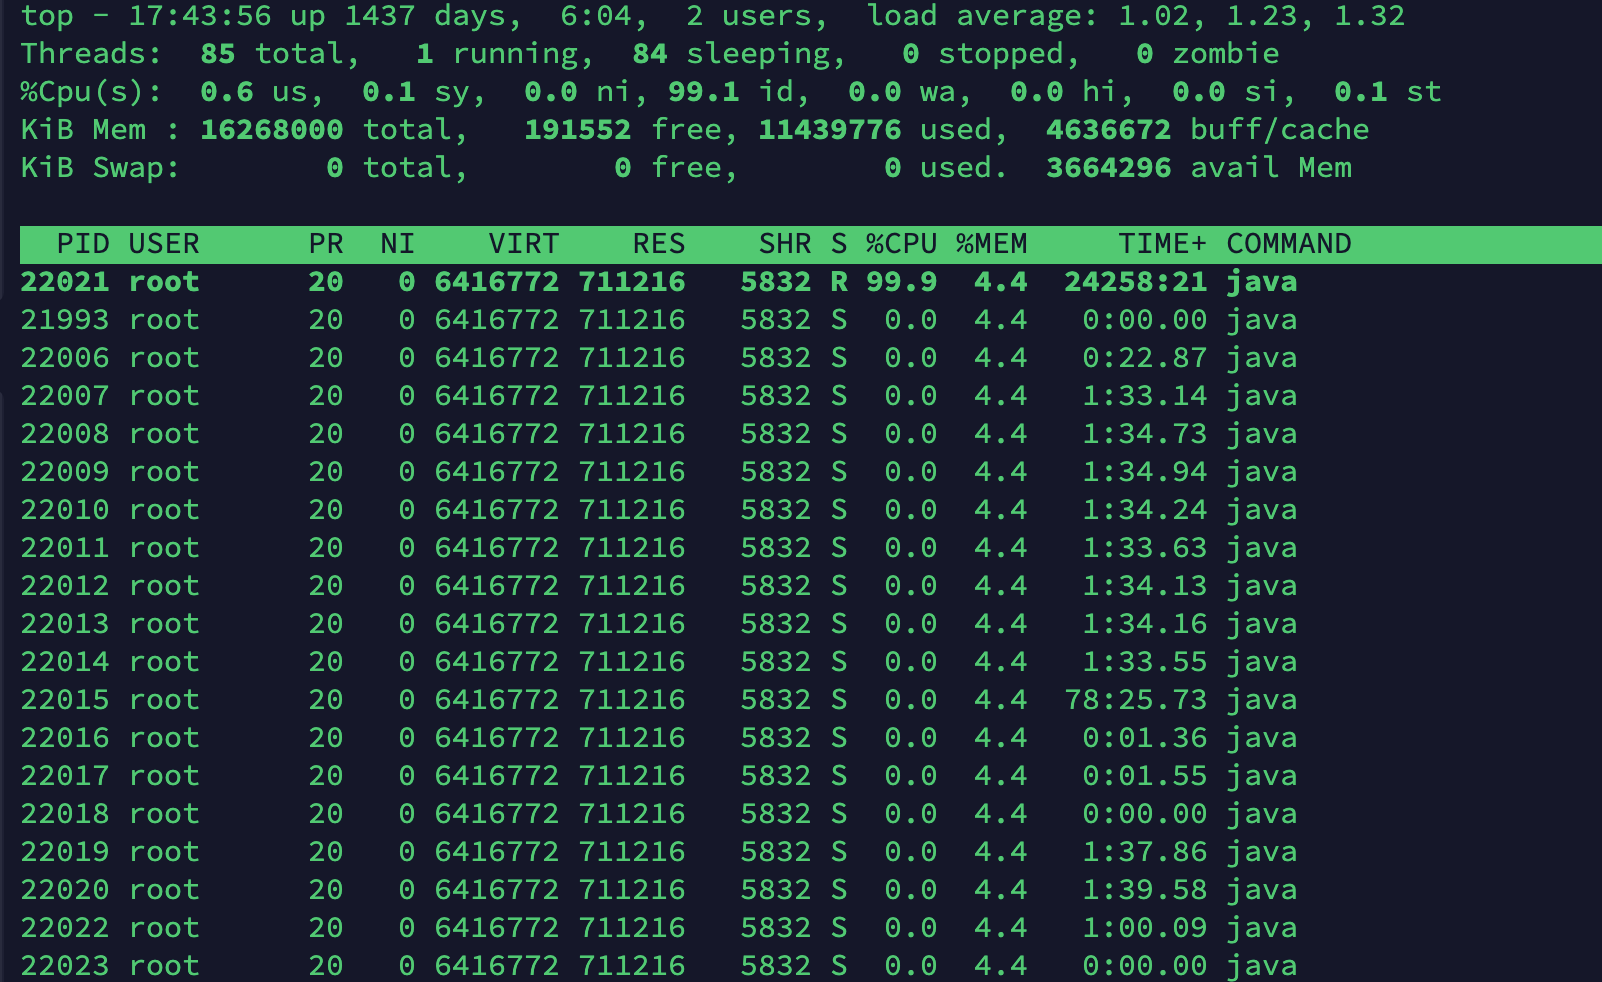 top - 17:43:56 up 1437 days,  6:04,  2 users,  load average: 1.02, 1.23, 1.32
Threads:  85 total,   1 running,  84 sleeping,   0 stopped,   0 zombie
%Cpu(s):  0.6 us,  0.1 sy,  0.0 ni, 99.1 id,  0.0 wa,  0.0 hi,  0.0 si,  0.1 st
KiB Mem : 16268000 total,   191552 free, 11439776 used,  4636672 buff/cache
KiB Swap:        0 total,        0 free,        0 used.  3664296 avail Mem
  PID USER      PR  NI    VIRT    RES    SHR S %CPU %MEM     TIME+ COMMAND
22021 root      20   0 6416772 711216   5832 R 99.9  4.4  24258:21 java
21993 root      20   0 6416772 711216   5832 S  0.0  4.4   0:00.00 java
22006 root      20   0 6416772 711216   5832 S  0.0  4.4   0:22.87 java
22007 root      20   0 6416772 711216   5832 S  0.0  4.4   1:33.14 java
22008 root      20   0 6416772 711216   5832 S  0.0  4.4   1:34.73 java
22009 root      20   0 6416772 711216   5832 S  0.0  4.4   1:34.94 java
22010 root      20   0 6416772 711216   5832 S  0.0  4.4   1:34.24 java
22011 root      20   0 6416772 711216   5832 S  0.0  4.4   1:33.63 java
22012 root      20   0 6416772 711216   5832 S  0.0  4.4   1:34.13 java
22013 root      20   0 6416772 711216   5832 S  0.0  4.4   1:34.16 java
22014 root      20   0 6416772 711216   5832 S  0.0  4.4   1:33.55 java
22015 root      20   0 6416772 711216   5832 S  0.0  4.4  78:25.73 java
22016 root      20   0 6416772 711216   5832 S  0.0  4.4   0:01.36 java
22017 root      20   0 6416772 711216   5832 S  0.0  4.4   0:01.55 java
22018 root      20   0 6416772 711216   5832 S  0.0  4.4   0:00.00 java
22019 root      20   0 6416772 711216   5832 S  0.0  4.4   1:37.86 java
22020 root      20   0 6416772 711216   5832 S  0.0  4.4   1:39.58 java
22022 root      20   0 6416772 711216   5832 S  0.0  4.4   1:00.09 java
22023 root      20   0 6416772 711216   5832 S  0.0  4.4   0:00.00 java